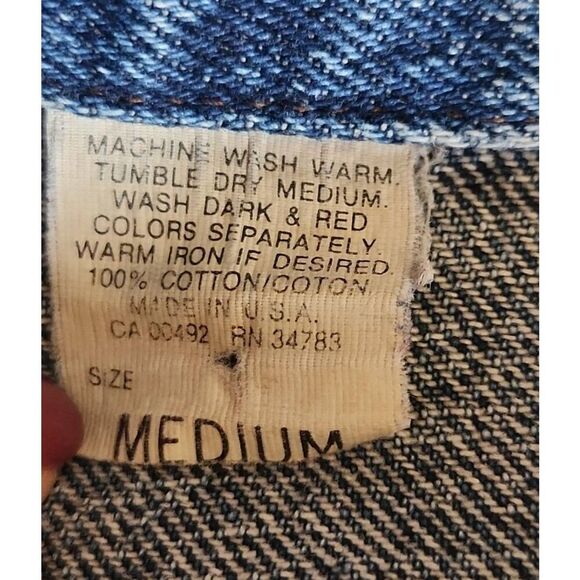 MACHINE WASH WARM.
TUMBLE DRY MEDIUM.
WASH DARK & RED
COLORS SEPARATELY.
WARM IRON IF DESIRED.
100% COTTON/COTON
MADE IN U.S.A.
CA 00492 RN 34783
SIZE
MEDIUM